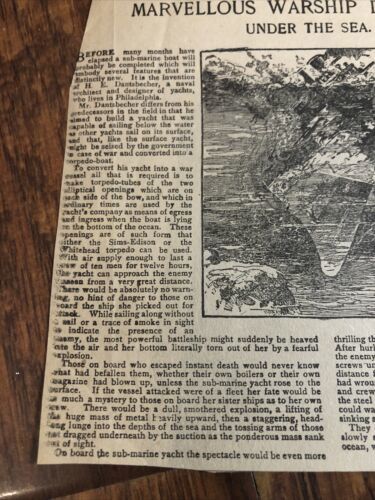 MARVELLOUS WARSHIP
UNDER THE SEA.
BEFORE many months have
elapsed a sub-marine boat will
probably be completed which will
embody several features that are
distinctly new. It is the invention
of H. E. Dantsbecher, a naval
architect and designer of yachts,
who lives in Philadelphia.
Mr. Dantsbecher differs from his
predecessors in the field in that he
aimed to build a yacht that was
capable of sailing below the water
as other yachts sail on its surface,
and that, like the surface yacht,
might be seized by the government
in case of war and converted into a
torpedo-boat.
To convert his yacht into a war
vessel all that is required is to
make torpedo-tubes of the two
elliptical openings which are on
each side of the bow, and which in
ordinary times are used by the
yacht's company as means of egress
and ingress when the boat is lying
on the bottom of the ocean. These
openings are of such form that
either the Sims-Edison or the
Whitehead torpedo can be used.
With air supply enough to last a
crew of ten men for twelve hours,
the yacht can approach the enemy
unseen from a very great distance.
There would be absolutely no warn-
ing, no hint of danger to those on
board the ship she picked out for
attack. While sailing along without
a sail or a trace of smoke in sight
to indicate the presence of an
enemy, the most powerful battleship might suddenly be heaved
into the air and her bottom literally torn out of her by a fearful
explosion.
Those on board who escaped instant death would never know
what had befallen them, whether their own boilers or their own
magazine had blown up, unless the sub-marine yacht rose to the
surface. If the vessel attacked were of a fleet her fate would be
as much a mystery to those on board her sister ships as to her own
crew. There would be a dull, smothered explosion, a lifting of
the huge mass of metal heavily upward, then a staggering, head-
long lunge into the depths of the sea and the tossing arms of those
dragged underneath by the suction as the ponderous mass sank
out of sight.
On board the sub-marine yacht the spectacle would be even more
thrilling
After
the enemy
screws
distance
had
and
the steel
could
sinking
They
slowly
ocean,